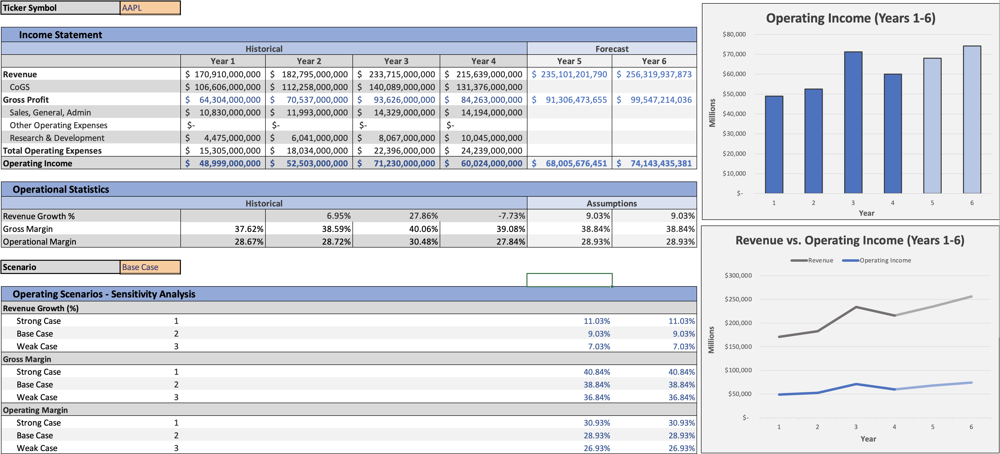 Ticker Symbol AAPL
Income Statement
Historical Forecast
Year 1 Year 2 Year 3 Year 4 Year 5 Year 6
Revenue $ 170,910,000,000 $ 182,795,000,000 $ 233,715,000,000 $ 215,639,000,000 $ 235,101,201,790 $ 256,319,937,873
CoGS $ 106,606,000,000 $ 112,258,000,000 $ 140,089,000,000 $ 131,376,000,000
Gross Profit $ 64,304,000,000 $ 70,537,000,000 $ 93,626,000,000 $ 84,263,000,000 $ 91,306,473,655 $ 99,547,214,036
Sales, General, Admin $ 10,830,000,000 $ 11,993,000,000 $ 14,329,000,000 $ 14,194,000,000
Other Operating Expenses $- $- $- $-
Research & Development $ 4,475,000,000 $ 6,041,000,000 $ 8,067,000,000 $ 10,045,000,000
Total Operating Expenses $ 15,305,000,000 $ 18,034,000,000 $ 22,396,000,000 $ 24,239,000,000
Operating Income $ 48,999,000,000 $ 52,503,000,000 $ 71,230,000,000 $ 60,024,000,000 $ 68,005,676,451 $ 74,143,435,381
Operational Statistics
Historical Assumptions
Revenue Growth % 6.95% 27.86% -7.73% 9.03% 9.03%
Gross Margin 37.62% 38.59% 40.06% 39.08% 38.84% 38.84%
Operational Margin 28.67% 28.72% 30.48% 27.84% 28.93% 28.93%
Scenario Base Case
Operating Scenarios - Sensitivity Analysis
Revenue Growth (%)
Strong Case 1 11.03% 11.03%
Base Case 2 9.03% 9.03%
Weak Case 3 7.03% 7.03%
Gross Margin
Strong Case 1 40.84% 40.84%
Base Case 2 38.84% 38.84%
Weak Case 3 36.84% 36.84%
Operating Margin
Strong Case 1 30.93% 30.93%
Base Case 2 28.93% 28.93%
Weak Case 3 26.93% 26.93%
Operating Income (Years 1-6)
Millions
$80,000
$70,000
$60,000
$50,000
$40,000
$30,000
$20,000
$10,000
$-
1 2 3 4 5 6
Year
Revenue vs. Operating Income (Years 1-6)
Revenue Operating Income
Millions
$300,000
$250,000
$200,000
$150,000
$100,000
$50,000
$-
1 2 3 4 5 6
Year